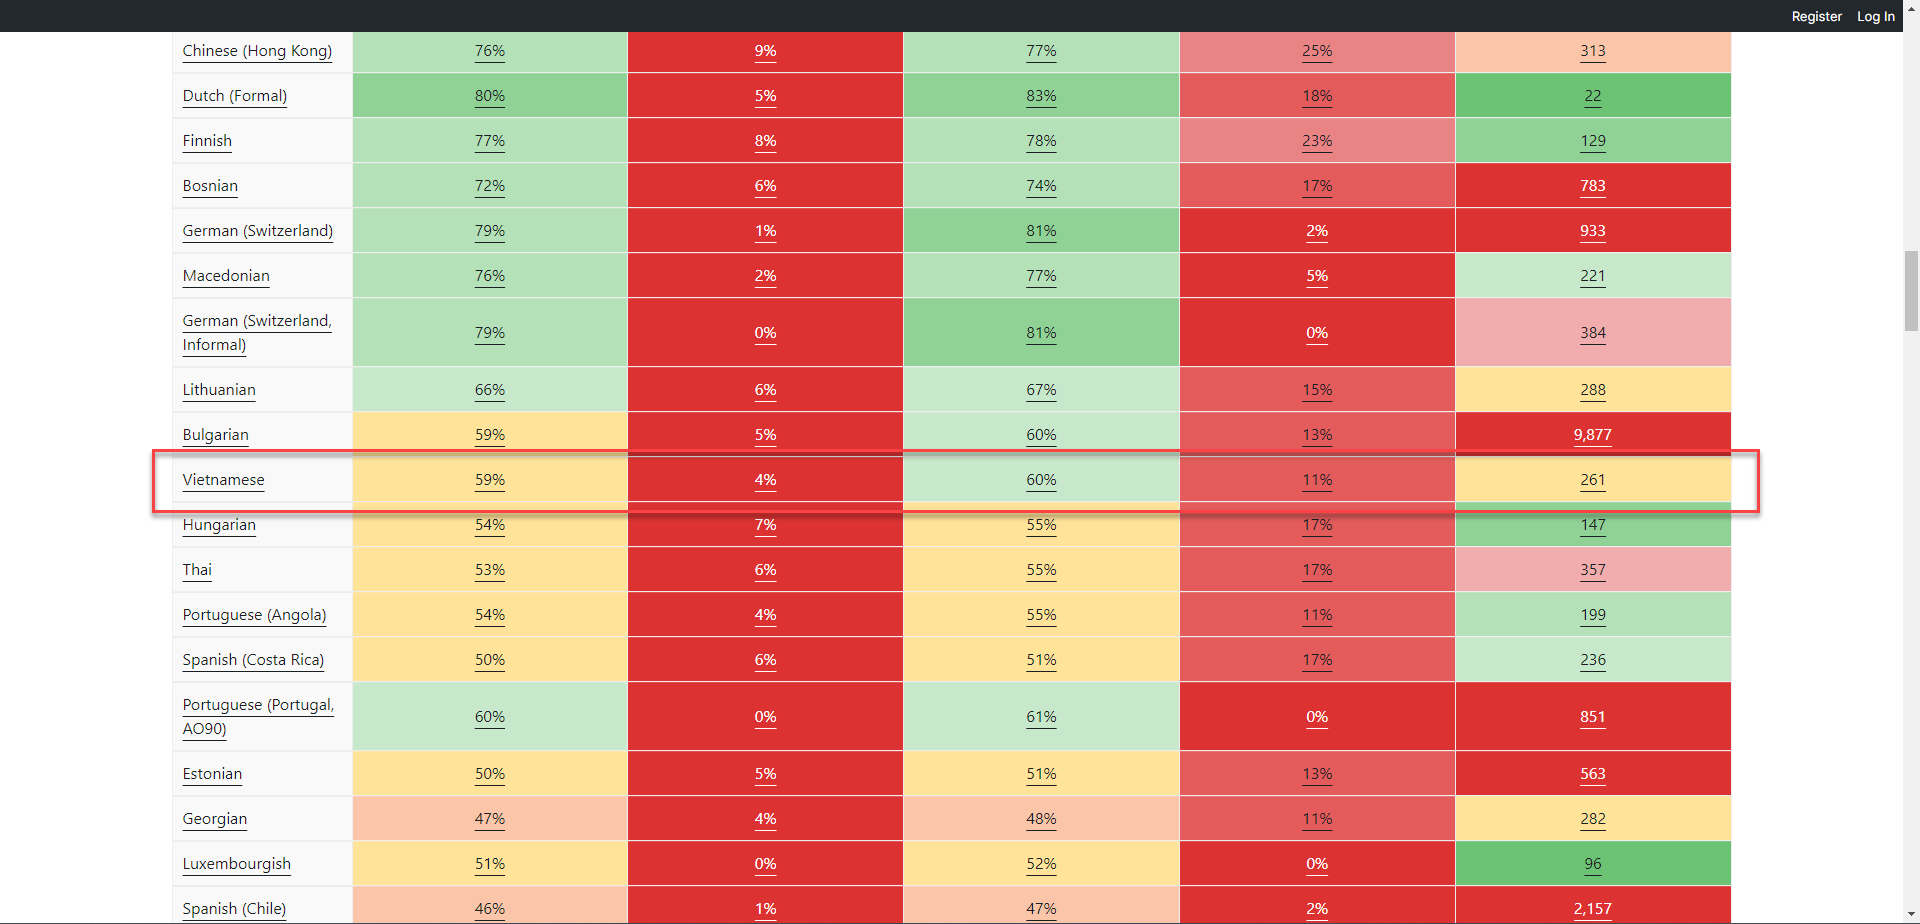 Register Log In
Chinese (Hong Kong) 76% 9% 77% 25% 313
Dutch (Formal) 80% 5% 83% 18% 22
Finnish 77% 8% 78% 23% 129
Bosnian 72% 6% 74% 17% 783
German (Switzerland) 79% 1% 81% 2% 933
Macedonian 76% 2% 77% 5% 221
German (Switzerland,
Informal) 79% 0% 81% 0% 384
Lithuanian 66% 6% 67% 15% 288
Bulgarian 59% 5% 60% 13% 9,877
Vietnamese 59% 4% 60% 11% 261
Hungarian 54% 7% 55% 17% 147
Thai 53% 6% 55% 17% 357
Portuguese (Angola) 54% 4% 55% 11% 199
Spanish (Costa Rica) 50% 6% 51% 17% 236
Portuguese (Portugal,
AO90) 60% 0% 61% 0% 851
Estonian 50% 5% 51% 13% 563
Georgian 47% 4% 48% 11% 282
Luxembourgish 51% 0% 52% 0% 96
Spanish (Chile) 46% 1% 47% 2% 2,157